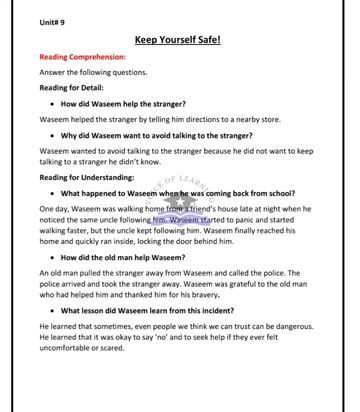 Unit# 9
Keep Yourself Safe!
Reading Comprehension:
Answer the following questions.
Reading for Detail:
• How did Waseem help the stranger?
Waseem helped the stranger by telling him directions to a nearby store.
• Why did Waseem want to avoid talking to the stranger?
Waseem wanted to avoid talking to the stranger because he did not want to keep
talking to a stranger he didn't know.
Reading for Understanding:
• What happened to Waseem when he was coming back from school?
One day, Waseem was walking home from a friend's house late at night when he
noticed the same uncle following him. Waseem started to panic and started
walking faster, but the uncle kept following him. Waseem finally reached his
home and quickly ran inside, locking the door behind him.
• How did the old man help Waseem?
An old man pulled the stranger away from Waseem and called the police. The
police arrived and took the stranger away. Waseem was grateful to the old man
who had helped him and thanked him for his bravery.
• What lesson did Waseem learn from this incident?
He learned that sometimes, even people we think we can trust can be dangerous.
He learned that it was okay to say 'no' and to seek help if they ever felt
uncomfortable or scared.